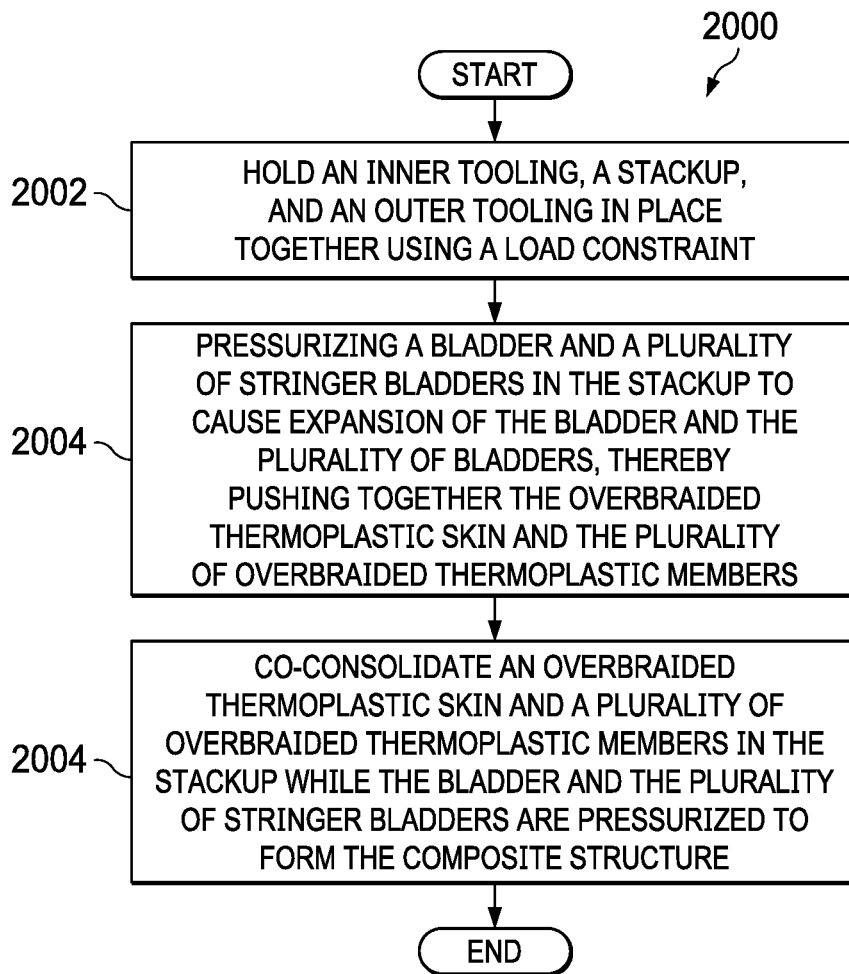 2000
START
2002
HOLD AN INNER TOOLING, A STACKUP,
AND AN OUTER TOOLING IN PLACE
TOGETHER USING A LOAD CONSTRAINT
2004
PRESSURIZING A BLADDER AND A PLURALITY
OF STRINGER BLADDERS IN THE STACKUP TO
CAUSE EXPANSION OF THE BLADDER AND THE
PLURALITY OF BLADDERS, THEREBY
PUSHING TOGETHER THE OVERBRAIDED
THERMOPLASTIC SKIN AND THE PLURALITY
OF OVERBRAIDED THERMOPLASTIC MEMBERS
2004
CO-CONSOLIDATE AN OVERBRAIDED
THERMOPLASTIC SKIN AND A PLURALITY OF
OVERBRAIDED THERMOPLASTIC MEMBERS IN THE
STACKUP WHILE THE BLADDER AND THE PLURALITY
OF STRINGER BLADDERS ARE PRESSURIZED TO
FORM THE COMPOSITE STRUCTURE
END